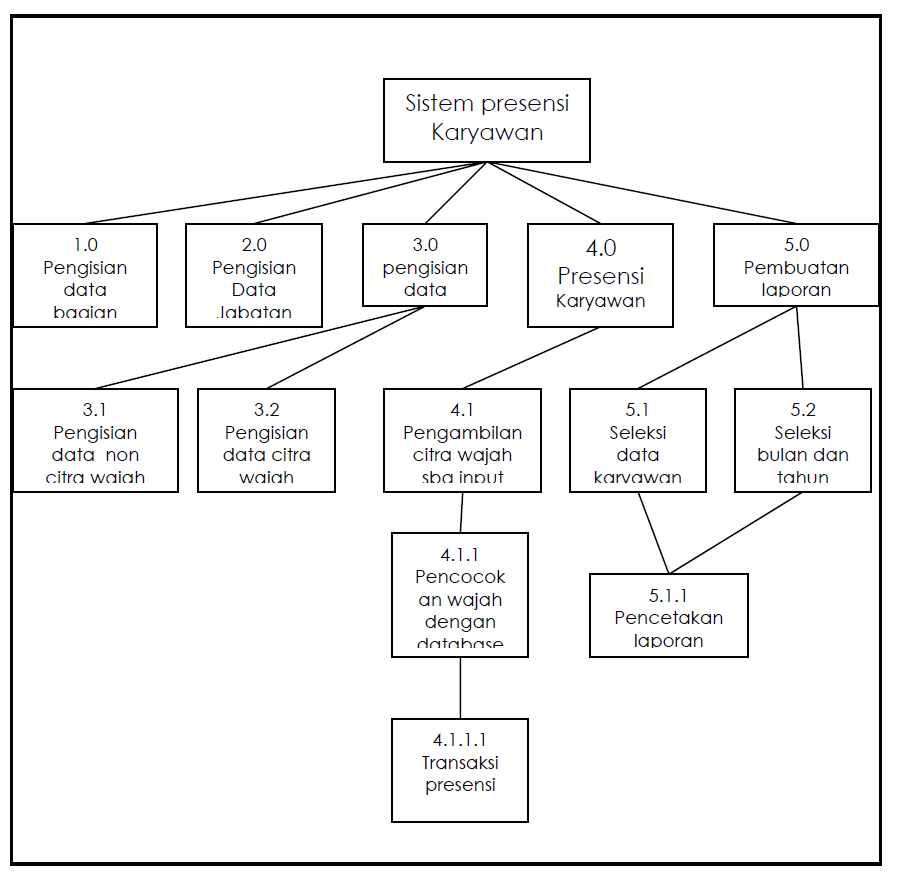 Sistem presensi
Karyawan
1.0
Pengisian
data
bagian
2.0
Pengisian
Data
Jabatan
3.0
pengisian
data
4.0
Presensi
Karyawan
5.0
Pembuatan
laporan
3.1
Pengisian
data non
citra wajah
3.2
Pengisian
data citra
wajah
4.1
Pengambilan
citra wajah
sbg input
5.1
Seleksi
data
karyawan
5.2
Seleksi
bulan dan
tahun
4.1.1
Pencocok
an wajah
dengan
database
5.1.1
Pencetakan
laporan
4.1.1.1
Transaksi
presensi